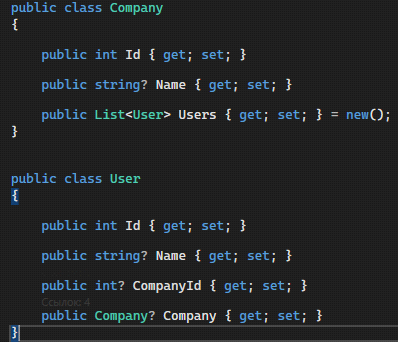 public class Company
{
public int Id { get; set; }
public string? Name { get; set; }
public List<User> Users { get; set; } = new();
}
public class User
{
public int Id { get; set; }
public string? Name { get; set; }
public int? CompanyId { get; set; }
Ссылок: 4
public Company? Company { get; set; }
}